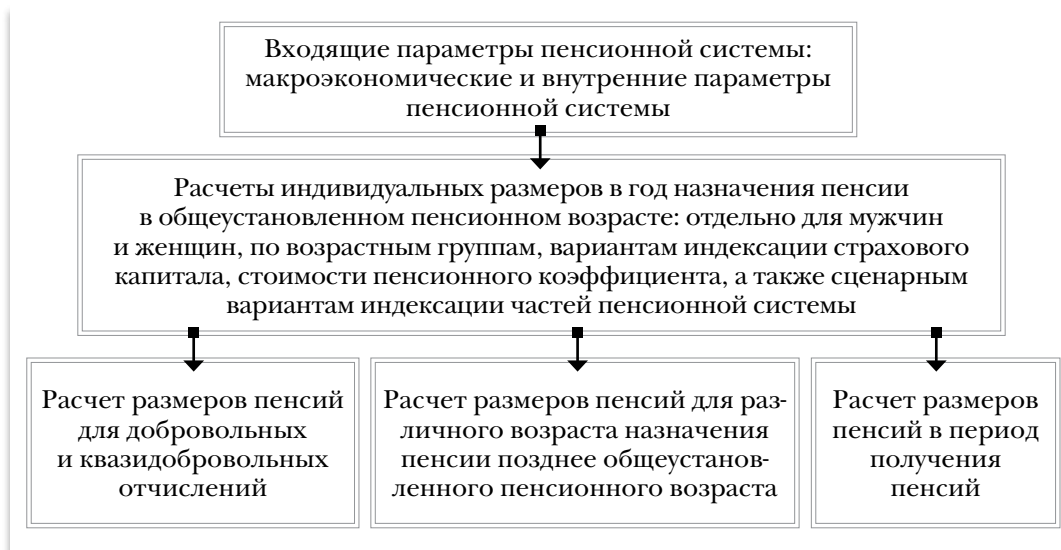 Входящие параметры пенсионной системы:
макроэкономические и внутренние параметры
пенсионной системы
Расчеты индивидуальных размеров в год назначения пенсии
в общеустановленном пенсионном возрасте: отдельно для мужчин
и женщин, по возрастным группам, вариантам индексации страхового
капитала, стоимости пенсионного коэффициента, а также сценарным
вариантам индексации частей пенсионной системы
Расчет размеров пенсий
для добровольных
и квазидобровольных
отчислений
Расчет размеров пенсий для раз-
личного возраста назначения
пенсии позднее общеустанов-
ленного пенсионного возраста
Расчет размеров
пенсий в период
получения
пенсий